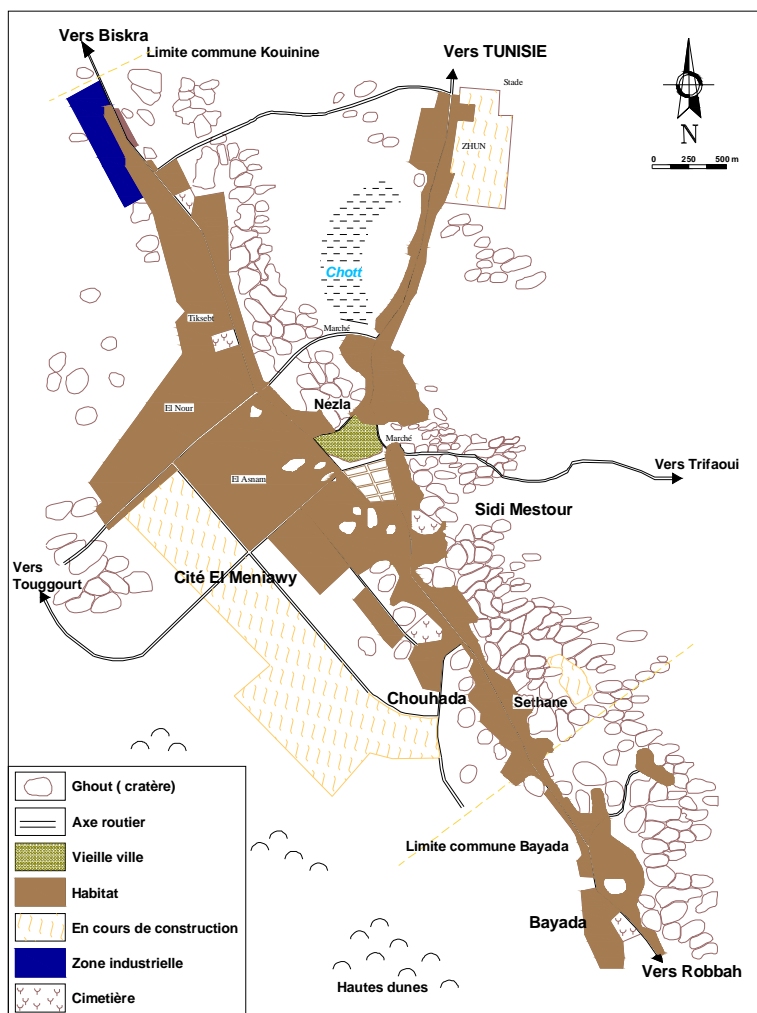 Vers Biskra
Limite commune Kouinine
Vers TUNISIE
Stade
ZHUN
N
0 250 500 m
Chott
Tiksebt
Marché
El Nour
Nezla
Marché
El Asnam
Vers Trifaoui
Sidi Mestour
Vers
Touggourt
Cité El Meniawy
Chouhada
Sethane
Limite commune Bayada
Bayada
Vers Robbah
Hautes dunes
Ghout ( cratère)
Axe routier
Vieille ville
Habitat
En cours de construction
Zone industrielle
Cimetière